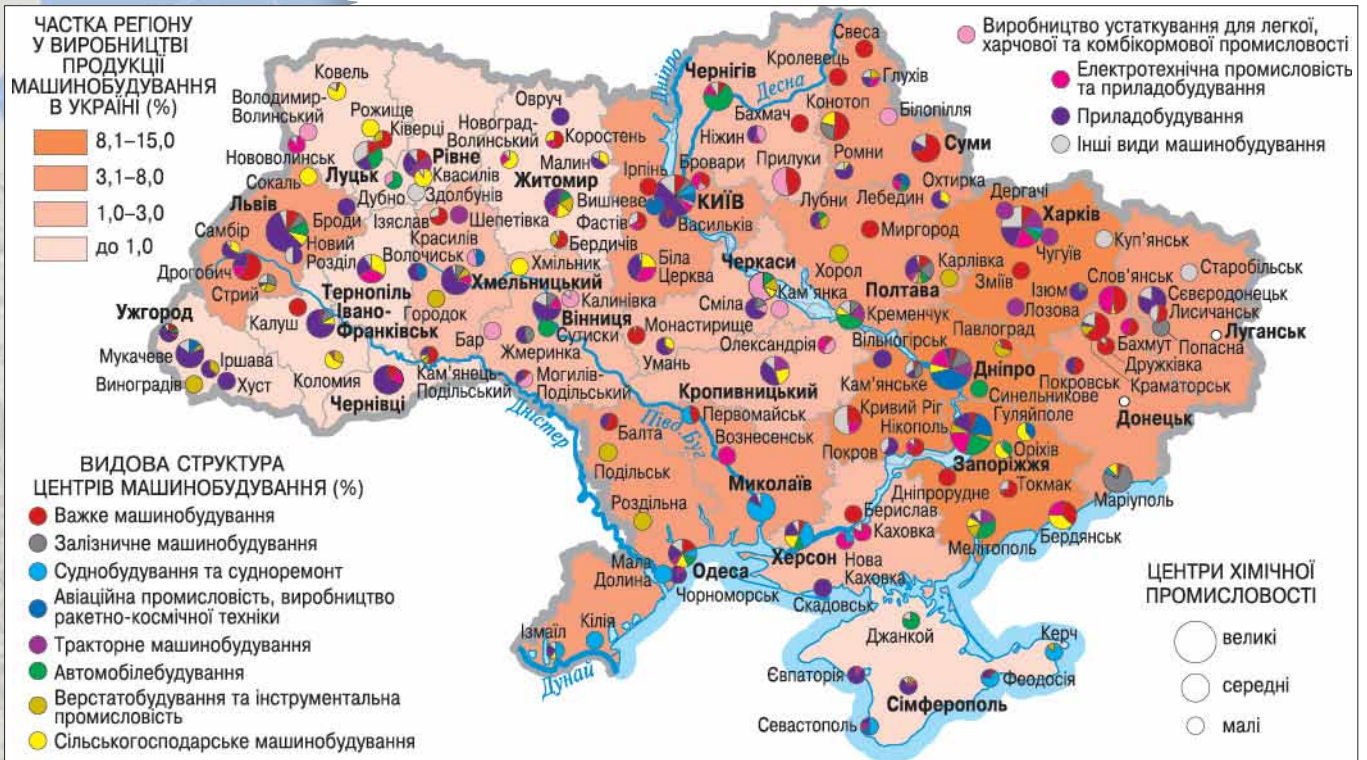 ЧАСТКА РЕГІОНУ
У ВИРОБНИЦТВІ
ПРОДУКЦІЇ
МАШИНОБУДУВАННЯ
В УКРАЇНІ (%)
8,1–15,0
3,1–8,0
1,0–3,0
до 1,0
Виробництво устаткування для легкої,
харчової та комбікормової промисловості
Електротехнічна промисловість
та приладобудування
Приладобудування
Інші види машинобудування
Ковель
Володимир-
Волинський
Рожище
Ківерці
Нововолинськ
Сокаль
Луцьк
Рівне
Квасилів
Дубно
Здолбунів
Овруч
Новоград-
Волинський
Коростень
Малин
Житомир
Бердичів
Чернігів
Дніпро
Десна
Свеса
Кролевець
Глухів
Конотоп
Бахмач
Білопілля
Ніжин
Прилуки
Ромни
Суми
Лебедин
Охтирка
Ірпінь
Бровари
КИЇВ
Вишневе
Фастів
Васильків
Біла
Церква
Львів
Броди
Самбір
Новий
Розділ
Дрогобич
Стрий
Ізяслав
Шепетівка
Красилів
Волочиськ
Хмельницький
Городок
Кам’янець-
Подільський
Тернопіль
Івано-
Франківськ
Калуш
Коломия
Чернівці
Ужгород
Мукачеве
Іршава
Виноградів
Хуст
Хмільник
Калинівка
Вінниця
Сутиски
Бар
Жмеринка
Могилів-
Подільський
Черкаси
Кам’янка
Сміла
Монастирище
Умань
Лубни
Миргород
Хорол
Карлівка
Полтава
Кременчук
Дергачі
Харків
Чугуїв
Куп’янськ
Зміїв
Ізюм
Лозова
Старобільськ
Слов’янськ
Сєвєродонецьк
Лисичанськ
Луганськ
Попасна
Бахмут
Дружківка
Краматорськ
Покровськ
Донецьк
Маріуполь
Олександрія
Кропивницький
Павлоград
Вільногірськ
Дніпро
Кам’янське
Синельникове
Кривий Ріг
Нікополь
Покров
Гуляйполе
Оріхів
Запоріжжя
Токмак
Дніпрорудне
Мелітополь
Бердянськ
Дністер
Півд. Буг
Первомайськ
Вознесенськ
Миколаїв
Балта
Подільськ
Роздільна
Мала
Долина
Одеса
Чорноморськ
Ізмаїл
Кілія
Дунай
Берислав
Каховка
Херсон
Нова
Каховка
Скадовськ
Джанкой
Керч
Євпаторія
Феодосія
Сімферополь
Севастополь
ВИДОВА СТРУКТУРА
ЦЕНТРІВ МАШИНОБУДУВАННЯ (%)
Важке машинобудування
Залізничне машинобудування
Суднобудування та судноремонт
Авіаційна промисловість, виробництво
ракетно-космічної техніки
Тракторне машинобудування
Автомобілебудування
Верстатобудування та інструментальна
промисловість
Сільськогосподарське машинобудування
ЦЕНТРИ ХІМІЧНОЇ
ПРОМИСЛОВОСТІ
великі
середні
малі